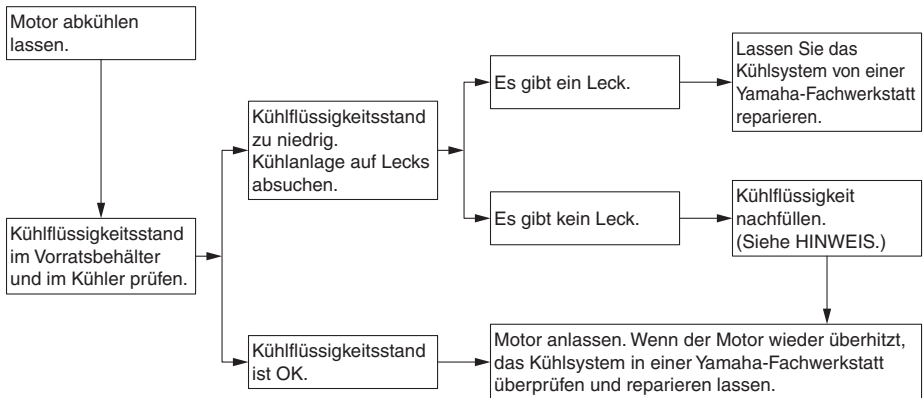 Motor abkühlen
lassen.
Kühlflüssigkeitsstand
im Vorratsbehälter
und im Kühler prüfen.
Kühlflüssigkeitsstand
zu niedrig.
Kühlanlage auf Lecks
absuchen.
Es gibt ein Leck.
Lassen Sie das
Kühlsystem von einer
Yamaha-Fachwerkstatt
reparieren.
Es gibt kein Leck.
Kühlflüssigkeit
nachfüllen.
(Siehe HINWEIS.)
Kühlflüssigkeitsstand
ist OK.
Motor anlassen. Wenn der Motor wieder überhitzt,
das Kühlsystem in einer Yamaha-Fachwerkstatt
überprüfen und reparieren lassen.